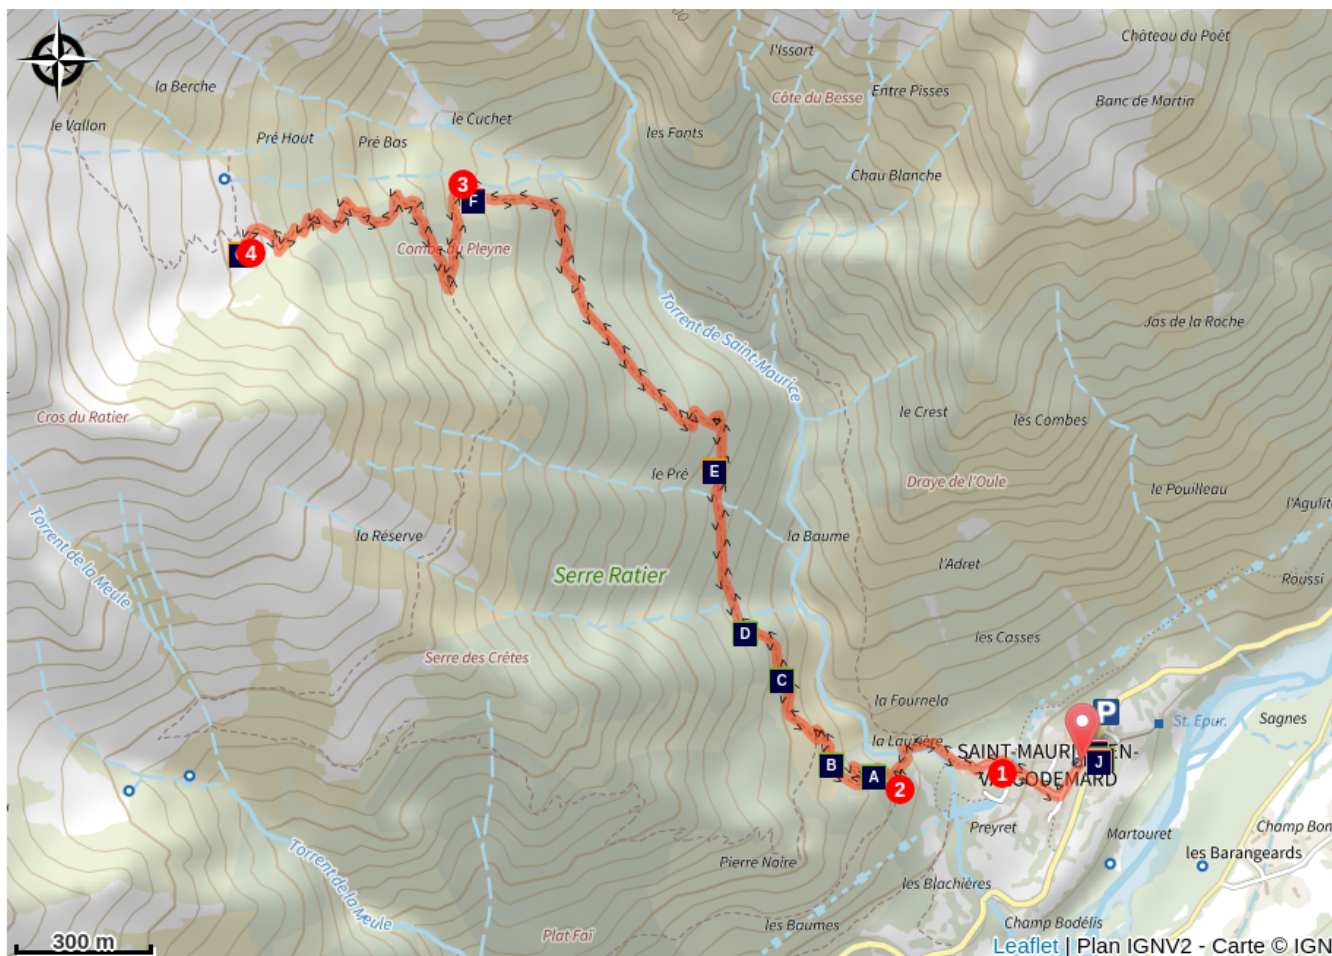 Château du Poët
l'Issart
la Berche
Côte du Besse
Entre Pisses
Banc de Martin
le Vallon
le Cuchet
les Fonts
Pré Hout
Pré Bas
Chau Blanche
3
F
Combe du Pleyne
4
Torrent de Saint-Maurice
Jas de la Roche
Cros du Ratier
le Crest
les Combes
le Pré
E
Draye de l'Oule
le Pouilleau
Torrent de la Meule
la Réserve
la Baume
l'Adret
Serre Ratier
Roussi
D
les Casses
Serre des Crêtes
C
la Fournela
P
St. Epur.
Sagnes
la Lauzière
B
A
2
1
J
Preyret
Martouret
Champ Bon
Torrent de la Meule
Pierre Noire
les Barangeards
les Blachières
les Baumes
Champ Bodélis
Plat Faï
300 m
Leaflet | Plan IGNV2 - Carte © IGN